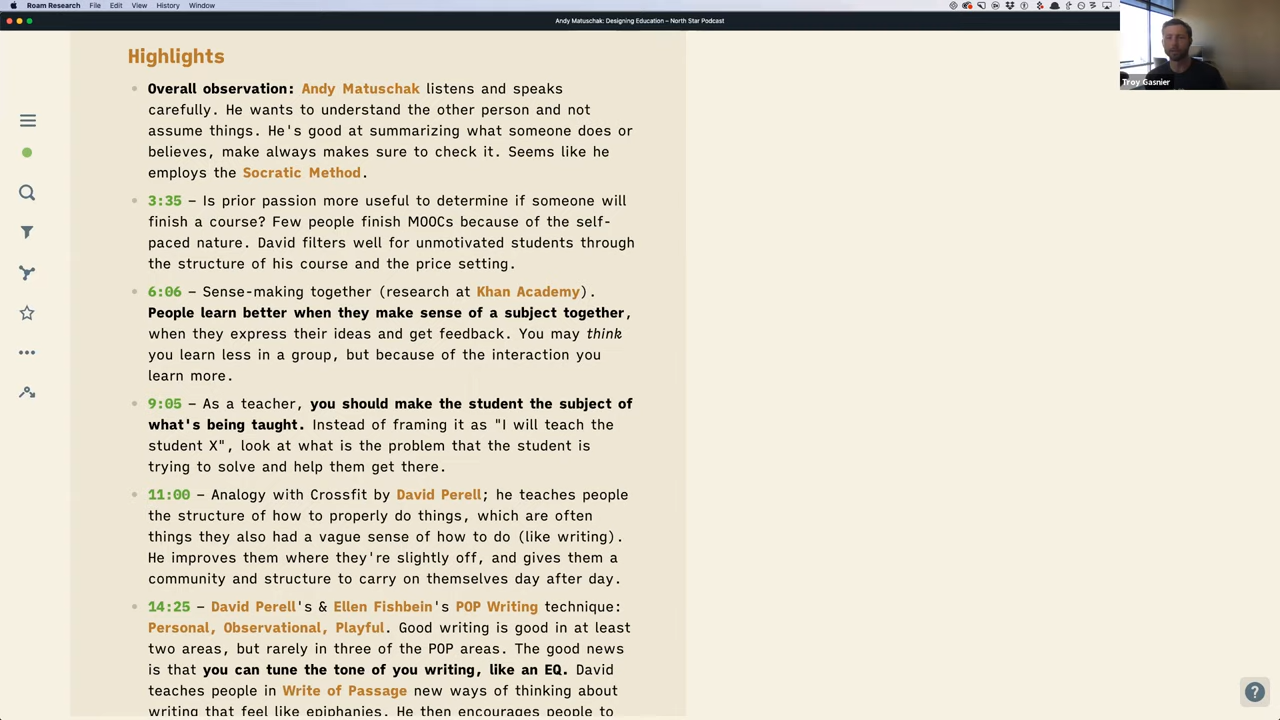 Roam Research File Edit View History Window
Andy Matuschak: Designing Education – North Star Podcast
Troy Gasnier
Highlights
Overall observation: Andy Matuschak listens and speaks
carefully. He wants to understand the other person and not
assume things. He's good at summarizing what someone does or
believes, make always makes sure to check it. Seems like he
employs the Socratic Method.
3:35 – Is prior passion more useful to determine if someone will
finish a course? Few people finish MOOCs because of the self-
paced nature. David filters well for unmotivated students through
the structure of his course and the price setting.
6:06 – Sense-making together (research at Khan Academy).
People learn better when they make sense of a subject together,
when they express their ideas and get feedback. You may think
you learn less in a group, but because of the interaction you
learn more.
9:05 – As a teacher, you should make the student the subject of
what's being taught. Instead of framing it as "I will teach the
student X", look at what is the problem that the student is
trying to solve and help them get there.
11:00 – Analogy with Crossfit by David Perell; he teaches people
the structure of how to properly do things, which are often
things they also had a vague sense of how to do (like writing).
He improves them where they're slightly off, and gives them a
community and structure to carry on themselves day after day.
14:25 – David Perell's & Ellen Fishbein's POP Writing technique:
Personal, Observational, Playful. Good writing is good in at least
two areas, but rarely in three of the POP areas. The good news
is that you can tune the tone of you writing, like an EQ. David
teaches people in Write of Passage new ways of thinking about
writing that feel like epiphanies. He then encourages people to